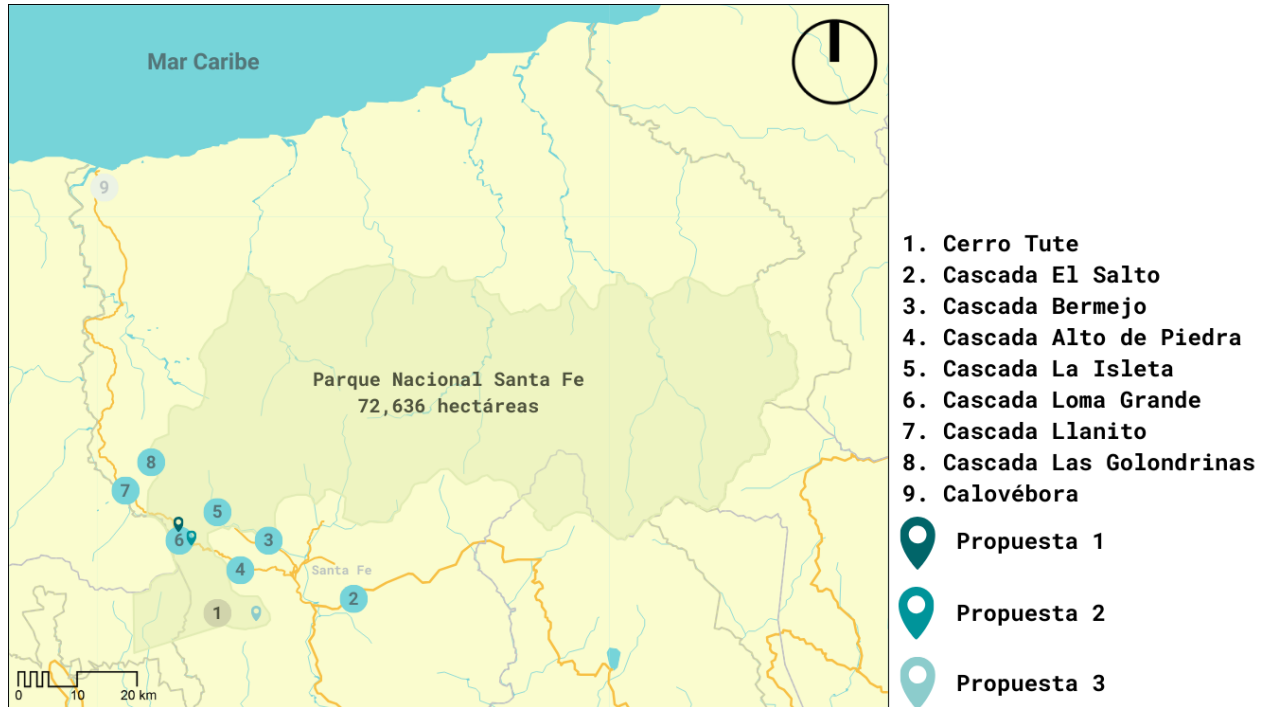 Mar Caribe
9
Parque Nacional Santa Fe
72,636 hectáreas
8
7
5
6
3
4
Santa Fe
2
1
0 10 20 km
1. Cerro Tute
2. Cascada El Salto
3. Cascada Bermejo
4. Cascada Alto de Piedra
5. Cascada La Isleta
6. Cascada Loma Grande
7. Cascada Llanito
8. Cascada Las Golondrinas
9. Calovébora
Propuesta 1
Propuesta 2
Propuesta 3